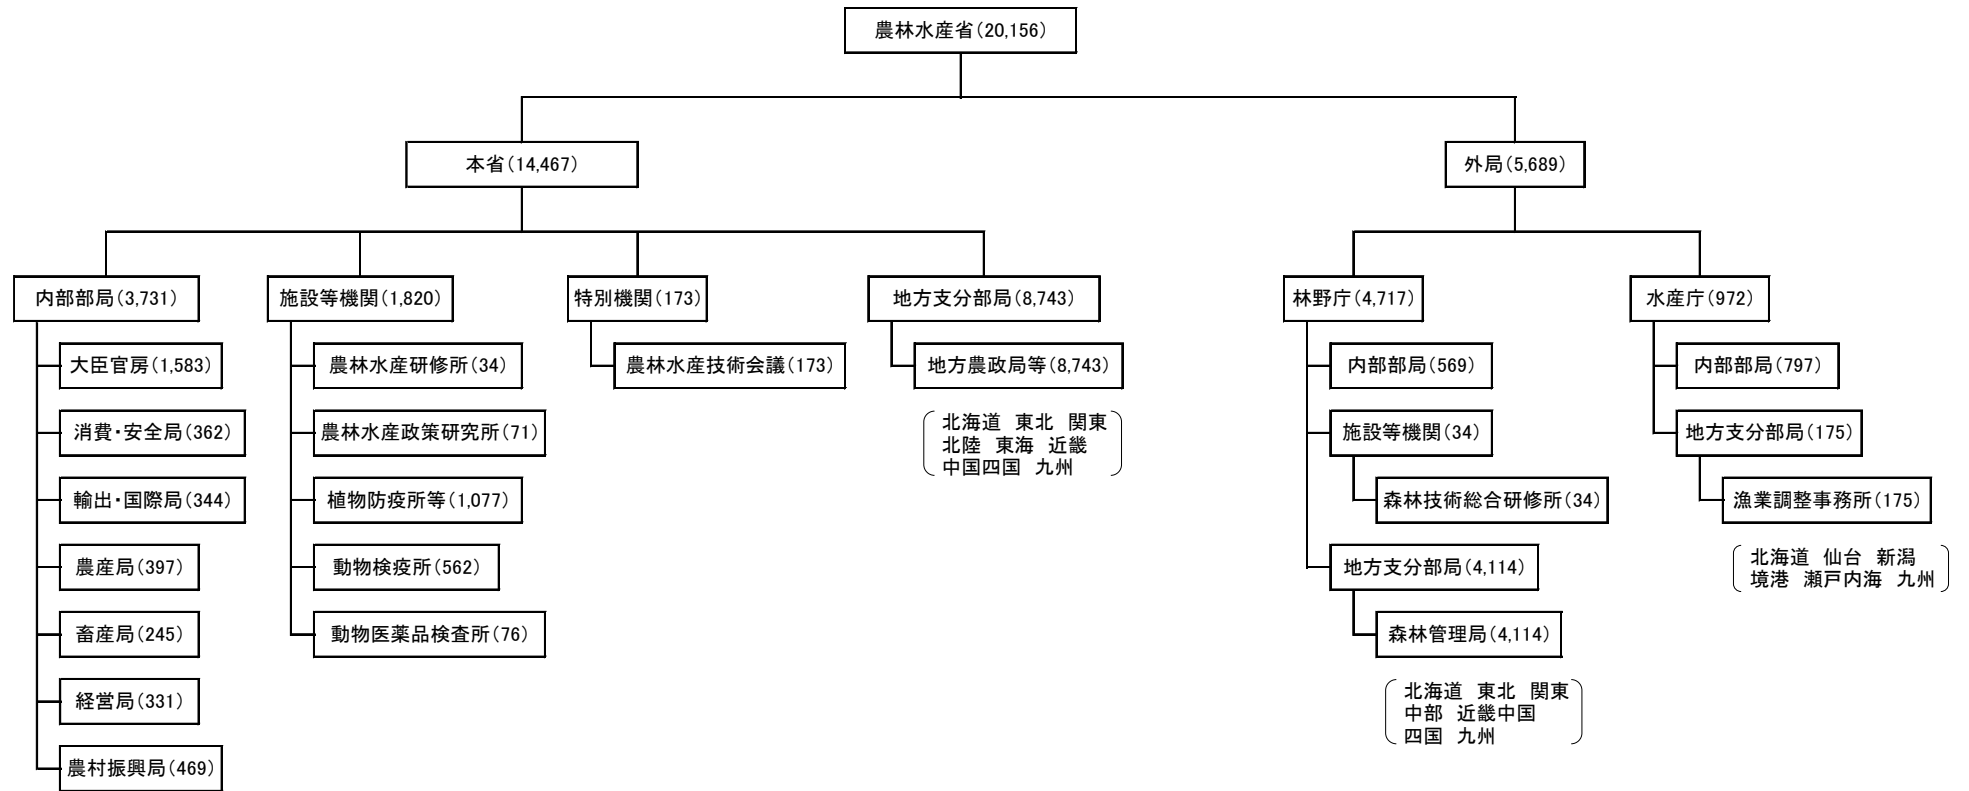 農林水産省(20,156)
本省(14,467)
外局(5,689)
内部部局(3,731)
施設等機関(1,820)
特別機関(173)
地方支分部局(8,743)
林野庁(4,717)
水産庁(972)
大臣官房(1,583)
消費・安全局(362)
輸出・国際局(344)
農産局(397)
畜産局(245)
経営局(331)
農村振興局(469)
農林水産研修所(34)
農林水産政策研究所(71)
植物防疫所等(1,077)
動物検疫所(562)
動物医薬品検査所(76)
農林水産技術会議(173)
地方農政局等(8,743)
北海道 東北 関東
北陸 東海 近畿
中国四国 九州
内部部局(569)
施設等機関(34)
森林技術総合研修所(34)
地方支分部局(4,114)
森林管理局(4,114)
北海道 東北 関東
中部 近畿中国
四国 九州
内部部局(797)
地方支分部局(175)
漁業調整事務所(175)
北海道 仙台 新潟
境港 瀬戸内海 九州